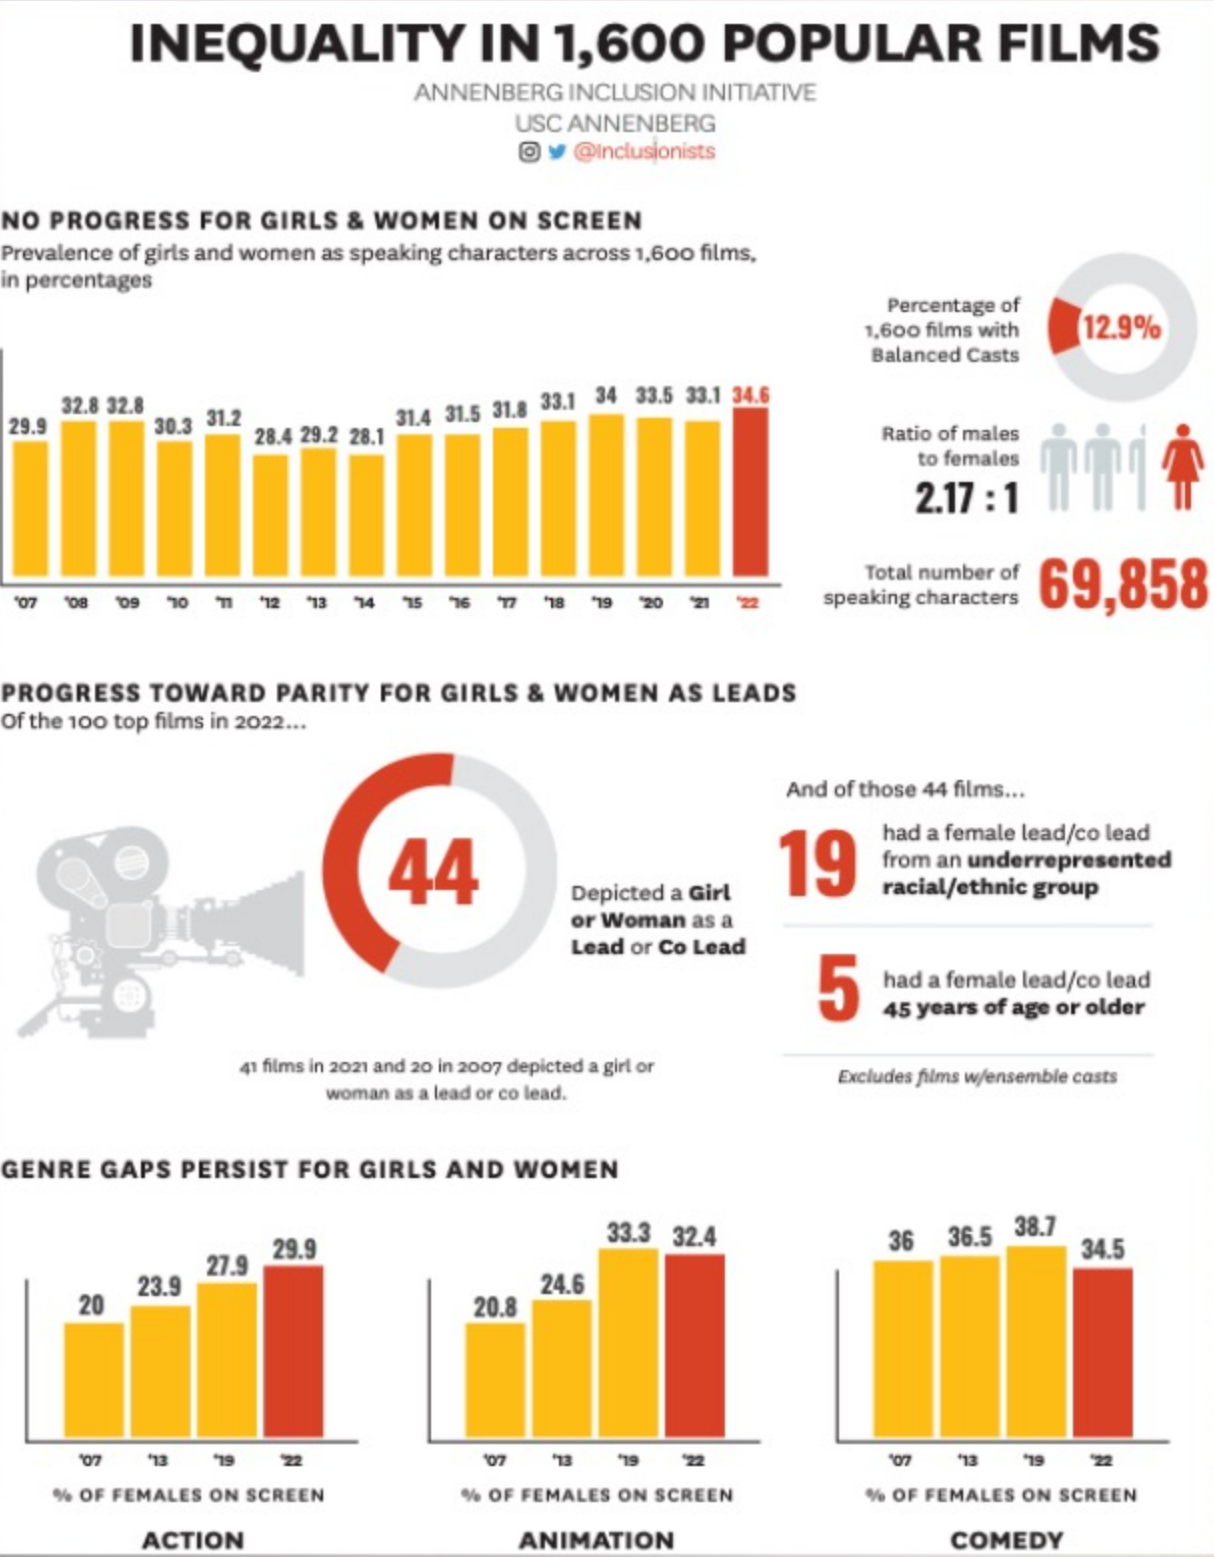 INEQUALITY IN 1,600 POPULAR FILMS
ANNENBERG INCLUSION INITIATIVE
USC ANNENBERG
@Inclusionists
NO PROGRESS FOR GIRLS & WOMEN ON SCREEN
Prevalence of girls and women as speaking characters across 1,600 films,
in percentages
29.9 32.8 32.8 30.3 31.2 28.4 29.2 28.1 31.4 31.5 31.8 33.1 34 33.5 33.1 34.6
'07 '08 '09 '10 '11 '12 '13 '14 '15 '16 '17 '18 '19 '20 '21 '22
Percentage of
1,600 films with
Balanced Casts
12.9%
Ratio of males
to females
2.17 : 1
Total number of
speaking characters
69,858
PROGRESS TOWARD PARITY FOR GIRLS & WOMEN AS LEADS
Of the 100 top films in 2022...
44
Depicted a Girl
or Woman as a
Lead or Co Lead
41 films in 2021 and 20 in 2007 depicted a girl or
woman as a lead or co lead.
And of those 44 films...
19
had a female lead/co lead
from an underrepresented
racial/ethnic group
5
had a female lead/co lead
45 years of age or older
Excludes films w/ensemble casts
GENRE GAPS PERSIST FOR GIRLS AND WOMEN
20 23.9 27.9 29.9
'07 '13 '19 '22
% OF FEMALES ON SCREEN
ACTION
20.8 24.6 33.3 32.4
'07 '13 '19 '22
% OF FEMALES ON SCREEN
ANIMATION
36 36.5 38.7 34.5
'07 '13 '19 '22
% OF FEMALES ON SCREEN
COMEDY